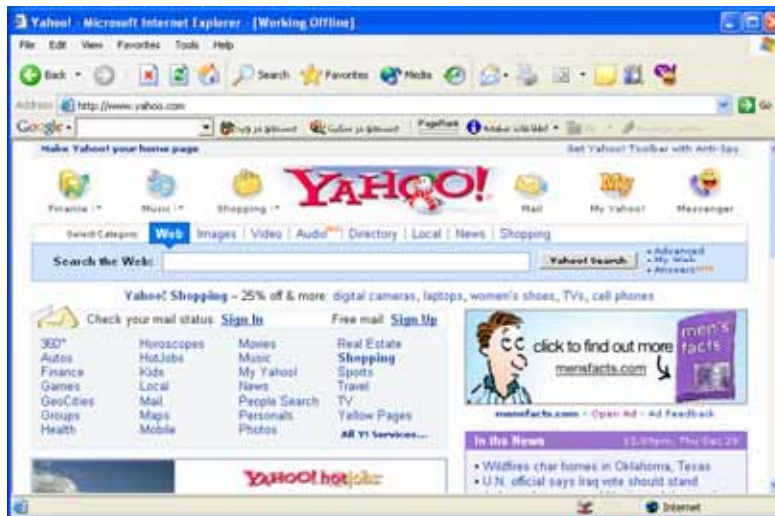 Yahoo! - Microsoft Internet Explorer - [Working Offline]
File Edit View Favorites Tools Help
Back Search Favorites Media
Address http://www.yahoo.com Go
Google PageRank
Make Yahoo! your home page Get Yahoo! Toolbar with Anti-Spy
Finance Music Shopping YAHOO! Mail My Yahoo! Messenger
Select Category: Web Images | Video | Audio | Directory | Local | News | Shopping
Search the Web: Yahoo! Search
• Advanced
• My Web
• Answers
Yahoo! Shopping – 25% off & more: digital cameras, laptops, women's shoes, TVs, cell phones
Check your mail status: Sign In Free mail: Sign Up
360° Horoscopes Movies Real Estate
Autos HotJobs Music Shopping
Finance Kids My Yahoo! Sports
Games Local News Travel
GeoCities Mail People Search TV
Groups Maps Personals Yellow Pages
Health Mobile Photos All Y! Services...
click to find out more
mensfacts.com
men's facts
mensfacts.com - Open Ad - Ad Feedback
In the News 12:09pm, Thu Dec 29
• Wildfires char homes in Oklahoma, Texas
• U.N. official says Iraq vote should stand
YAHOO! hotjobs
Internet